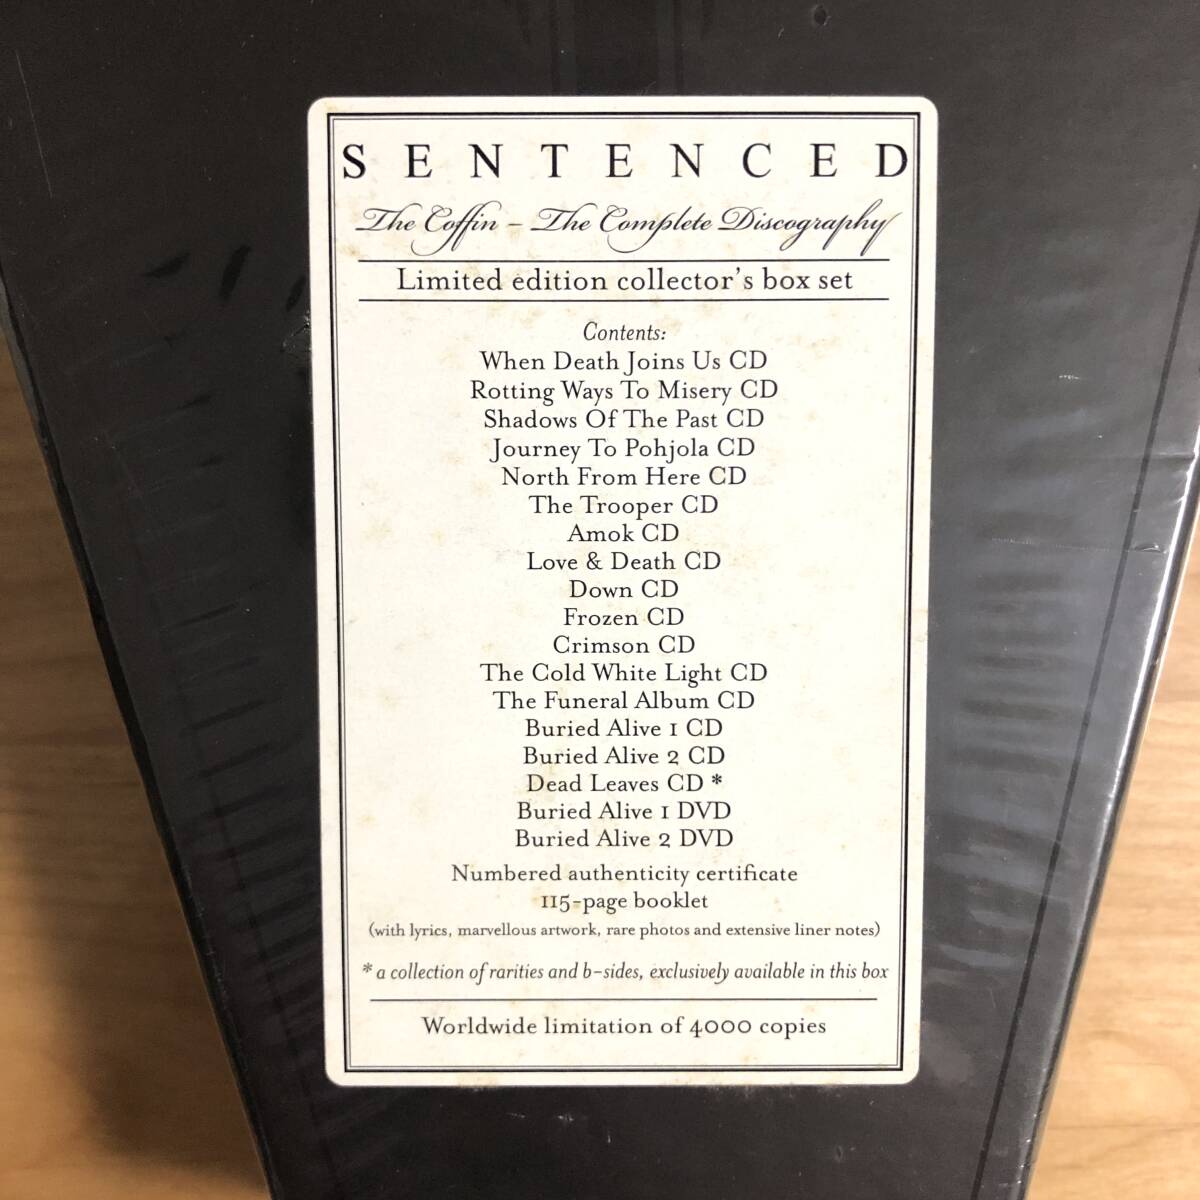 SENTENCED
The Coffin – The Complete Discography
Limited edition collector's box set
Contents:
When Death Joins Us CD
Rotting Ways To Misery CD
Shadows Of The Past CD
Journey To Pohjola CD
North From Here CD
The Trooper CD
Amok CD
Love & Death CD
Down CD
Frozen CD
Crimson CD
The Cold White Light CD
The Funeral Album CD
Buried Alive 1 CD
Buried Alive 2 CD
Dead Leaves CD *
Buried Alive 1 DVD
Buried Alive 2 DVD
Numbered authenticity certificate
115-page booklet
(with lyrics, marvellous artwork, rare photos and extensive liner notes)
* a collection of rarities and b-sides, exclusively available in this box
Worldwide limitation of 4000 copies